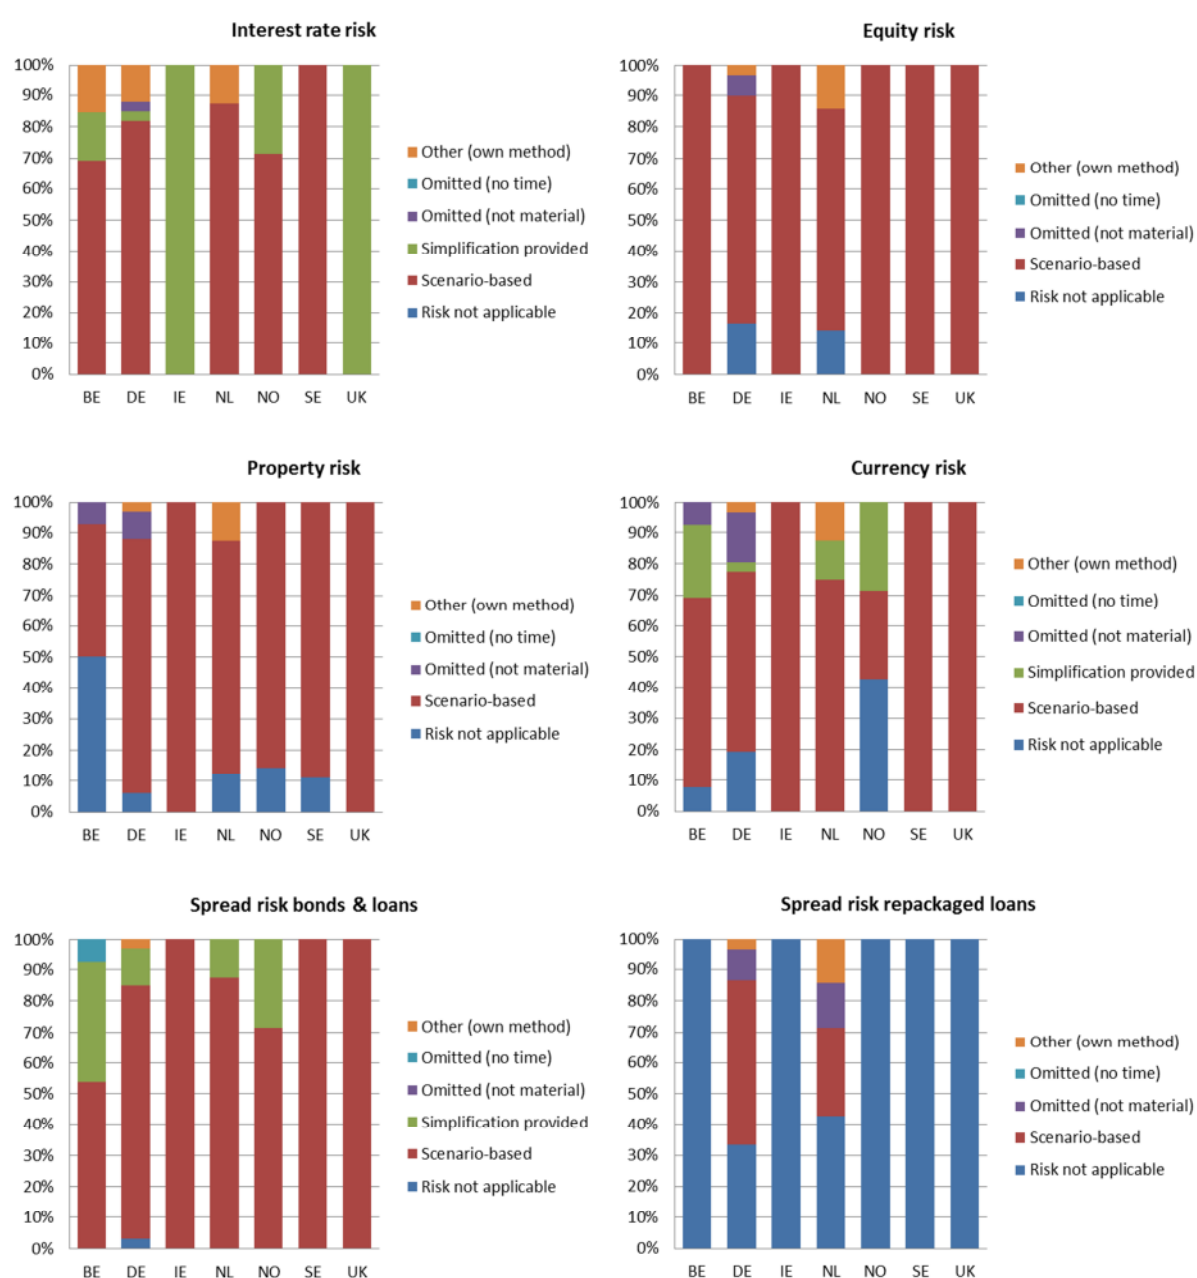 Interest rate risk
100%
90%
80%
70%
60%
50%
40%
30%
20%
10%
0%
BE DE IE NL NO SE UK
Other (own method)
Omitted (no time)
Omitted (not material)
Simplification provided
Scenario-based
Risk not applicable
Equity risk
100%
90%
80%
70%
60%
50%
40%
30%
20%
10%
0%
BE DE IE NL NO SE UK
Other (own method)
Omitted (no time)
Omitted (not material)
Scenario-based
Risk not applicable
Property risk
100%
90%
80%
70%
60%
50%
40%
30%
20%
10%
0%
BE DE IE NL NO SE UK
Other (own method)
Omitted (no time)
Omitted (not material)
Scenario-based
Risk not applicable
Currency risk
100%
90%
80%
70%
60%
50%
40%
30%
20%
10%
0%
BE DE IE NL NO SE UK
Other (own method)
Omitted (no time)
Omitted (not material)
Simplification provided
Scenario-based
Risk not applicable
Spread risk bonds & loans
100%
90%
80%
70%
60%
50%
40%
30%
20%
10%
0%
BE DE IE NL NO SE UK
Other (own method)
Omitted (no time)
Omitted (not material)
Simplification provided
Scenario-based
Risk not applicable
Spread risk repackaged loans
100%
90%
80%
70%
60%
50%
40%
30%
20%
10%
0%
BE DE IE NL NO SE UK
Other (own method)
Omitted (no time)
Omitted (not material)
Scenario-based
Risk not applicable